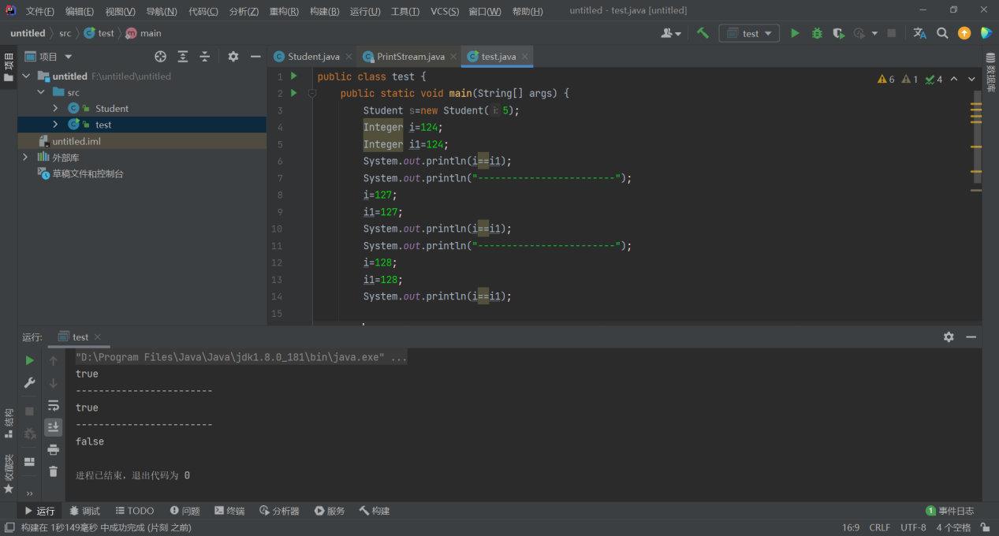 文件(F) 编辑(E) 视图(V) 导航(N) 代码(C) 分析(Z) 重构(R) 构建(B) 运行(U) 工具(T) VCS(S) 窗口(W) 帮助(H) untitled - test.java [untitled]
untitled src test main test
项目 Student.java PrintStream.java test.java
untitled F:\untitled\untitled
src
Student
test
untitled.iml
外部库
草稿文件和控制台
6 1 4
1 public class test {
2 public static void main(String[] args) {
3 Student s=new Student( i: 5);
4 Integer i=124;
5 Integer i1=124;
6 System.out.println(i==i1);
7 System.out.println("------------------------");
8 i=127;
9 i1=127;
10 System.out.println(i==i1);
11 System.out.println("------------------------");
12 i=128;
13 i1=128;
14 System.out.println(i==i1);
15
项目
数据库
结构
收藏夹
运行: test
"D:\Program Files\Java\Java\jdk1.8.0_181\bin\java.exe" ...
true
------------------------
true
------------------------
false
进程已结束，退出代码为 0
运行 调试 TODO 问题 终端 分析器 服务 构建 1 事件日志
构建在 1秒149毫秒 中成功完成 (片刻 之前) 16:9 CRLF UTF-8 4 个空格